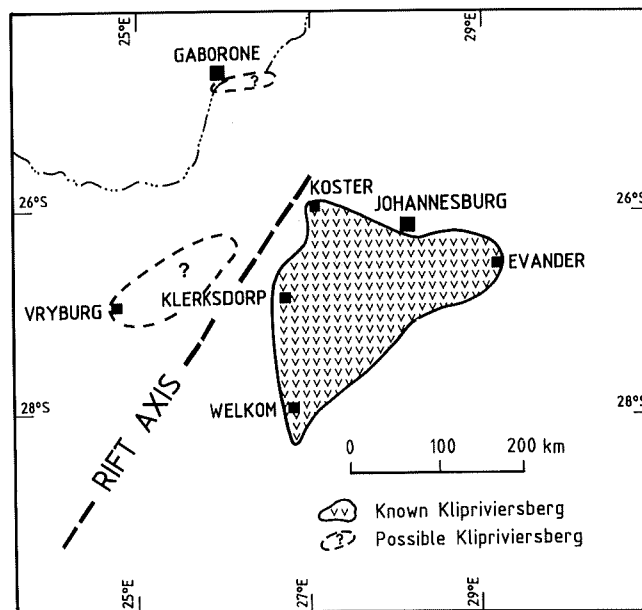 25°E
29°E
GABORONE
?
26°S
KOSTER
JOHANNESBURG
26°S
?
EVANDER
KLERKSDORP
VRYBURG
28°S
WELKOM
28°S
RIFT AXIS
0 100 200 km
Known Klipriviersberg
? Possible Klipriviersberg
25°E
27°E
29°E